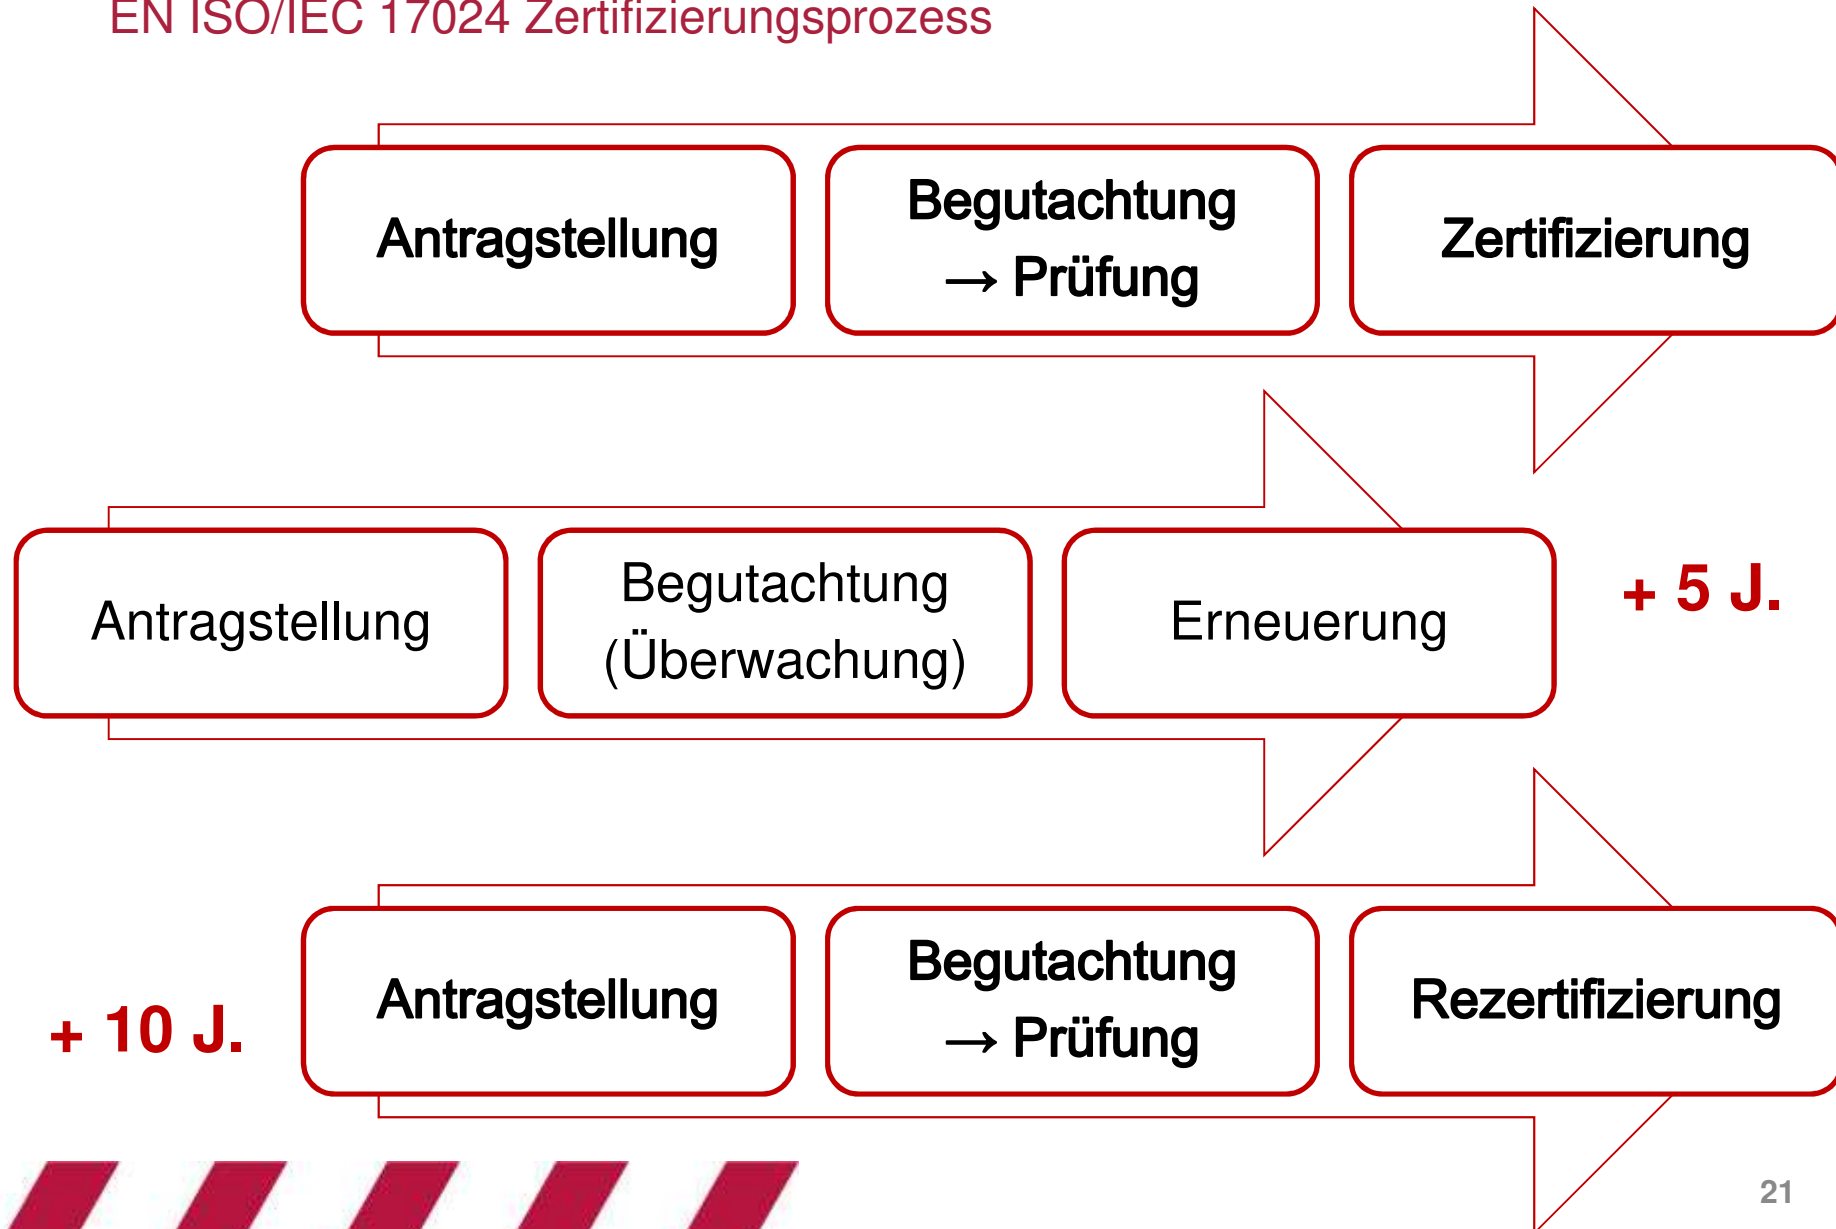 EN ISO/IEC 17024 Zertifizierungsprozess
Antragstellung
Begutachtung
→ Prüfung
Zertifizierung
Antragstellung
Begutachtung
(Überwachung)
Erneuerung
+ 5 J.
+ 10 J.
Antragstellung
Begutachtung
→ Prüfung
Rezertifizierung
21